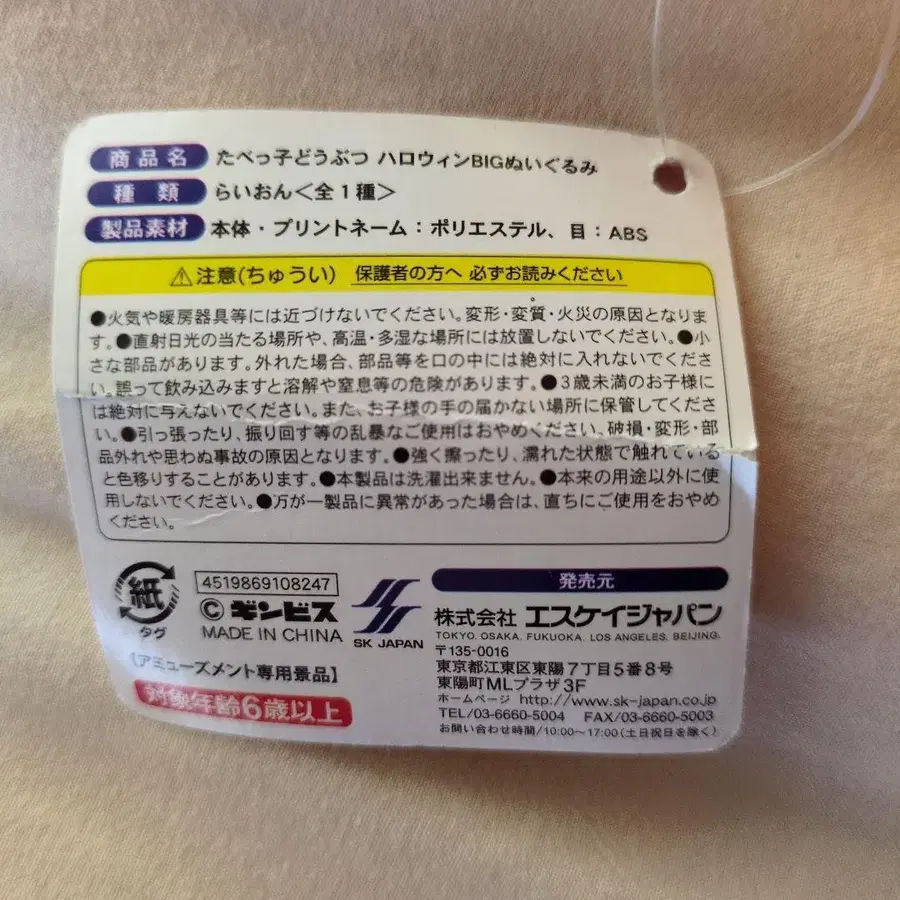 商品名 たべっ子どうぶつ ハロウィンBIGぬいぐるみ
種類 らいおん＜全1種＞
製品素材 本体・プリントネーム：ポリエステル、目：ABS
⚠注意(ちゅうい) 保護者の方へ 必ずお読みください
●火気や暖房器具等には近づけないでください。変形・変質・火災の原因となりま
す。●直射日光の当たる場所や、高温・多湿な場所には放置しないでください。●小
さな部品があります。外れた場合、部品等を口の中には絶対に入れないでくださ
い。誤って飲み込みますと溶解や窒息等の危険があります。●3歳未満のお子様に
は絶対に与えないでください。また、お子様の手の届かない場所に保管してくださ
い。●引っ張ったり、振り回す等の乱暴なご使用はおやめください、破損・変形・部
品外れや思わぬ事故の原因となります。●強く擦ったり、濡れた状態で触れている
と色移りすることがあります。●本製品は洗濯出来ません。●本来の用途以外に使
用しないでください。●万が一製品に異常があった場合は、直ちにご使用をおやめ
ください。
紙
タグ
4519869108247
©ギンビス
MADE IN CHINA
【アミューズメント専用景品】
対象年齢6歳以上
SK JAPAN
発売元
株式会社 エスケイジャパン
TOKYO. OSAKA. FUKUOKA. LOS ANGELES. BEIJING.
〒135-0016
東京都江東区東陽7丁目5番8号
東陽町MLプラザ3F
ホームページ http://www.sk-japan.co.jp
TEL/03-6660-5004 FAX/03-6660-5003
お問い合わせ時間/10:00～17:00(土日祝日を除く)